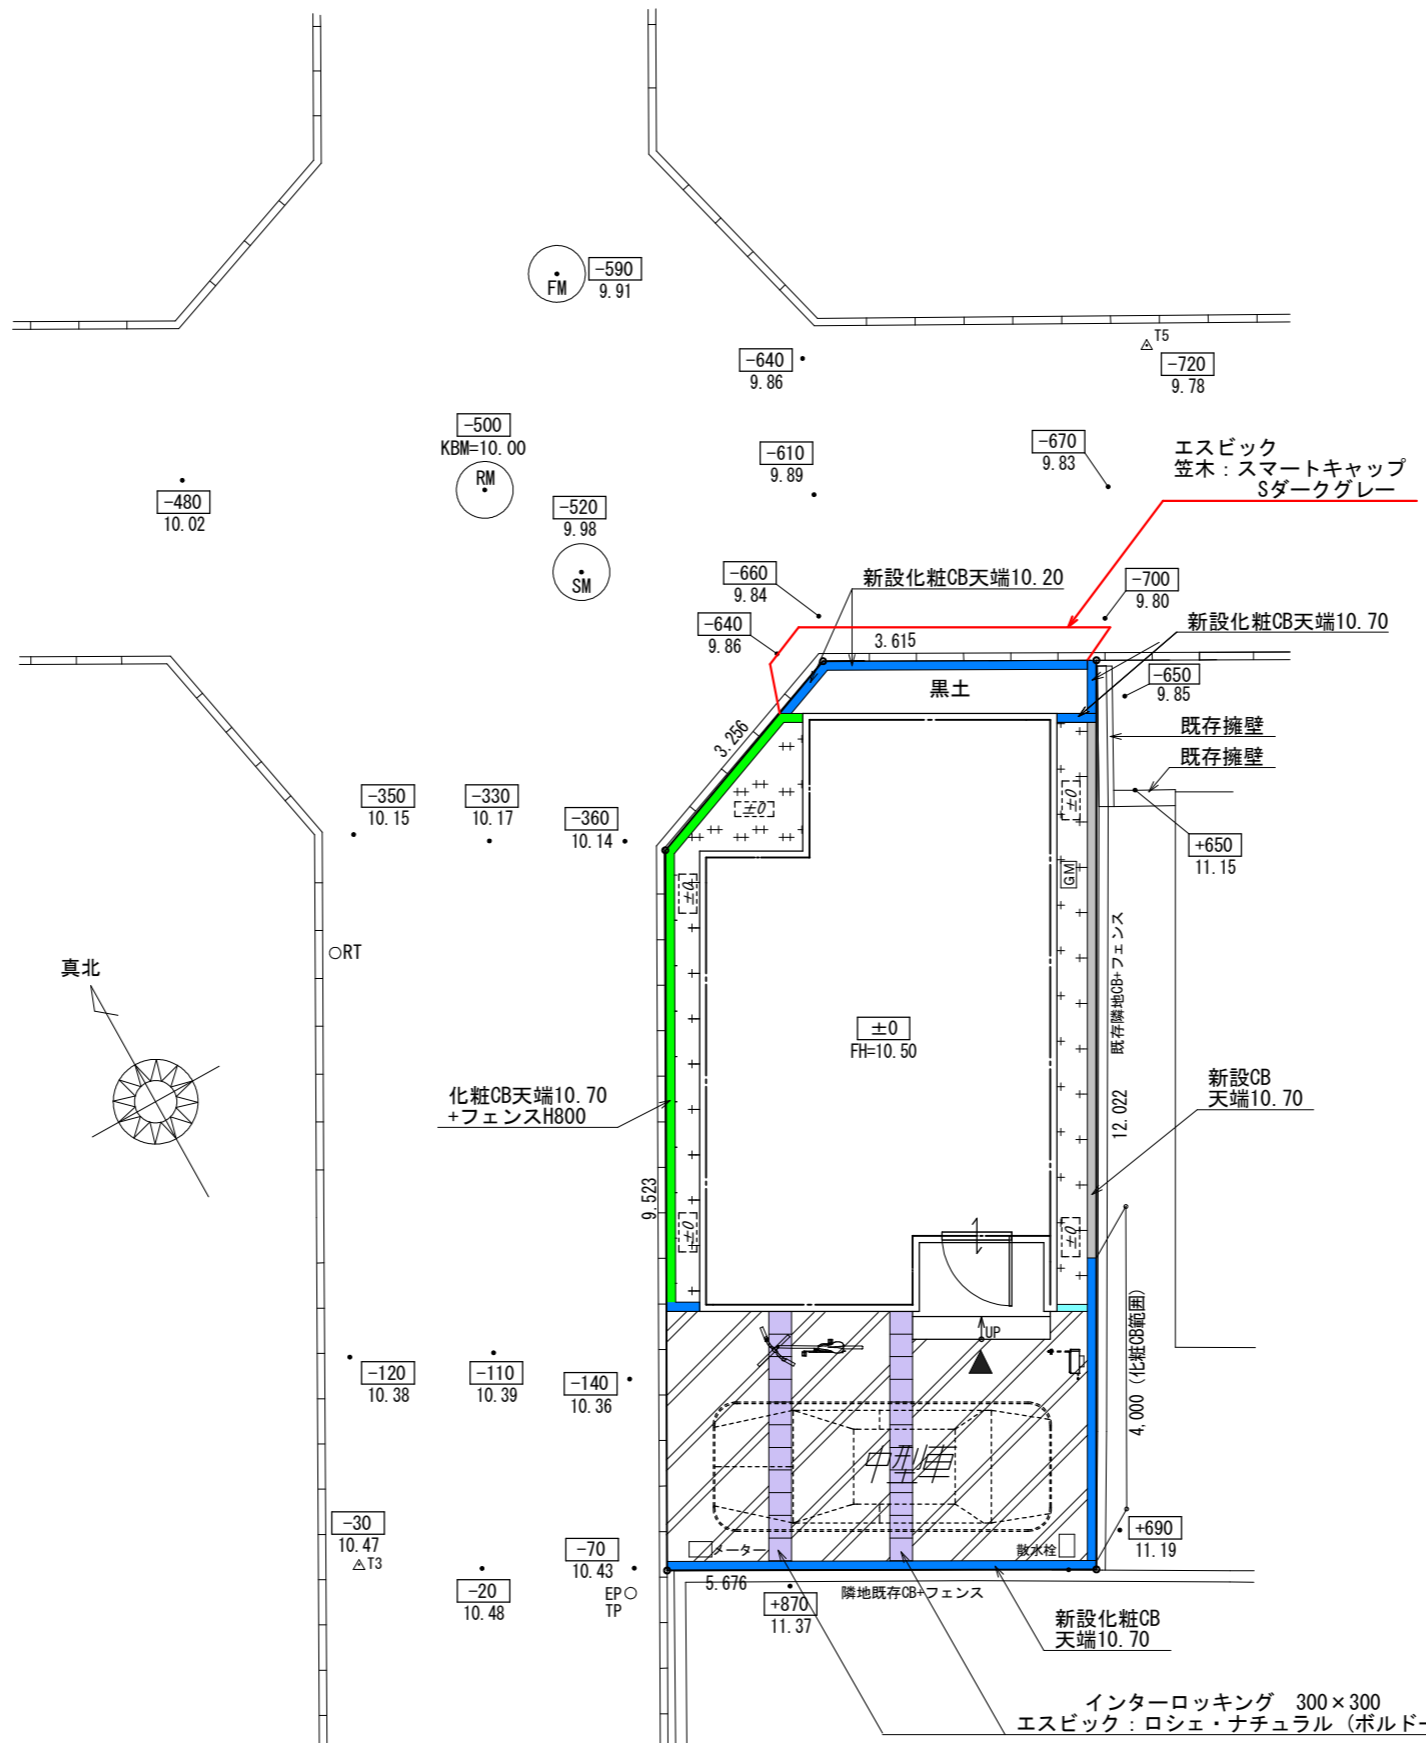 -590
9.91
FM
T5
-640
9.86
-720
9.78
-500
KBM=10.00
RM
-610
9.89
-670
9.83
エスビック
笠木：スマートキャップ
Sダークグレー
-480
10.02
-520
9.98
SM
-660
9.84
新設化粧CB天端10.20
-700
9.80
-640
9.86
3.615
新設化粧CB天端10.70
-650
9.85
黒土
既存擁壁
既存擁壁
3.256
-350
10.15
-330
10.17
-360
10.14
±0
±0
+650
11.15
±0
GM
RT
真北
既存隣地CB+フェンス
±0
FH=10.50
化粧CB天端10.70
+フェンスH800
新設CB
天端10.70
12.022
9.523
±0
±0
UP
4,000（化粧CB範囲）
-120
10.38
-110
10.39
-140
10.36
中型車
-30
10.47
T3
-70
10.43
メーター
散水栓
+690
11.19
-20
10.48
EP
TP
5.676
+870
11.37
隣地既存CB+フェンス
新設化粧CB
天端10.70
インターロッキング　300×300
エスビック：ロシェ・ナチュラル（ボルドー